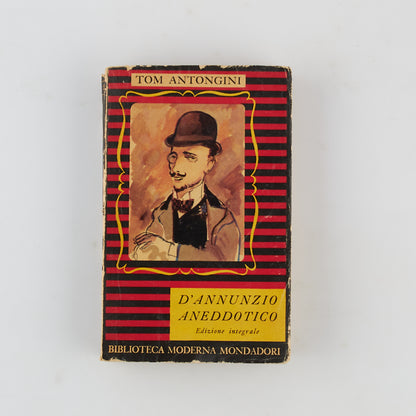 TOM ANTONGINI
D'ANNUNZIO
ANEDDOTICO
Edizione integrale
BIBLIOTECA MODERNA MONDADORI